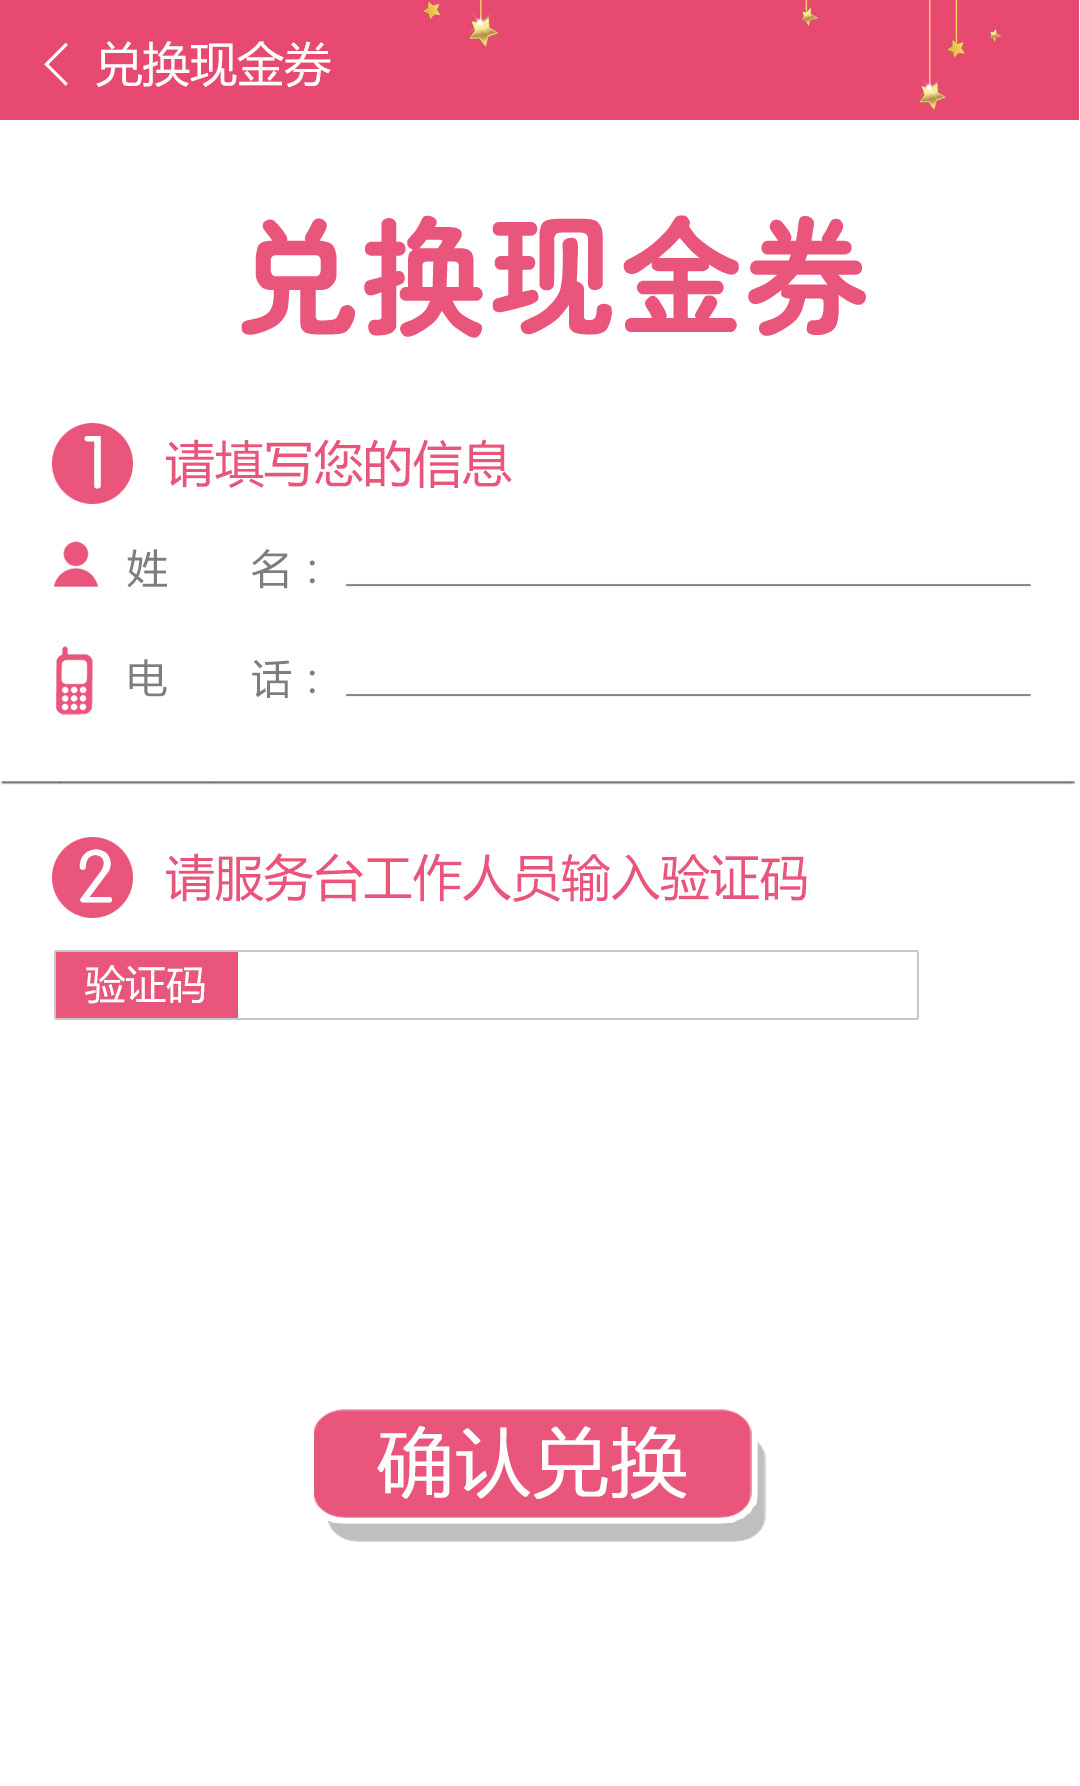 兑换现金券
兑换现金券
1 请填写您的信息
姓 名：
电 话：
2 请服务台工作人员输入验证码
验证码
确认兑换